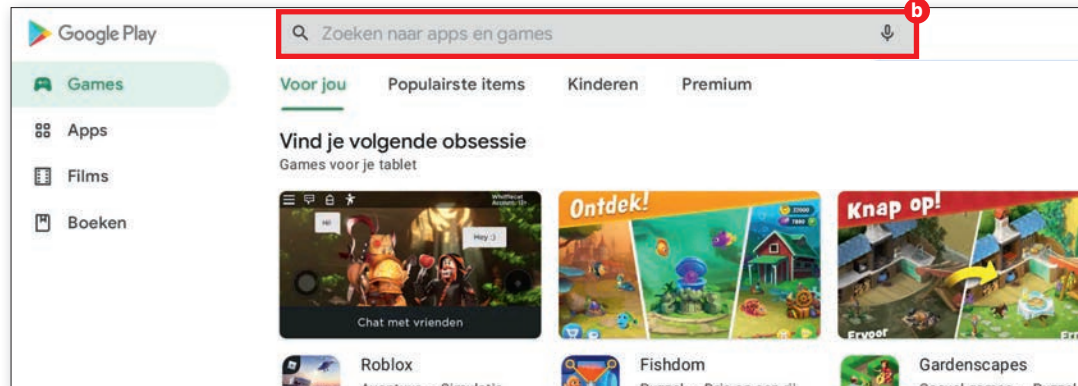 b
Google Play
Zoeken naar apps en games
Games
Apps
Films
Boeken
Voor jou
Populairste items
Kinderen
Premium
Vind je volgende obsessie
Games voor je tablet
Hi
Hey :)
Chat met vrienden
Ontdek!
Knap op!
Ervoor
Roblox
Fishdom
Gardenscapes